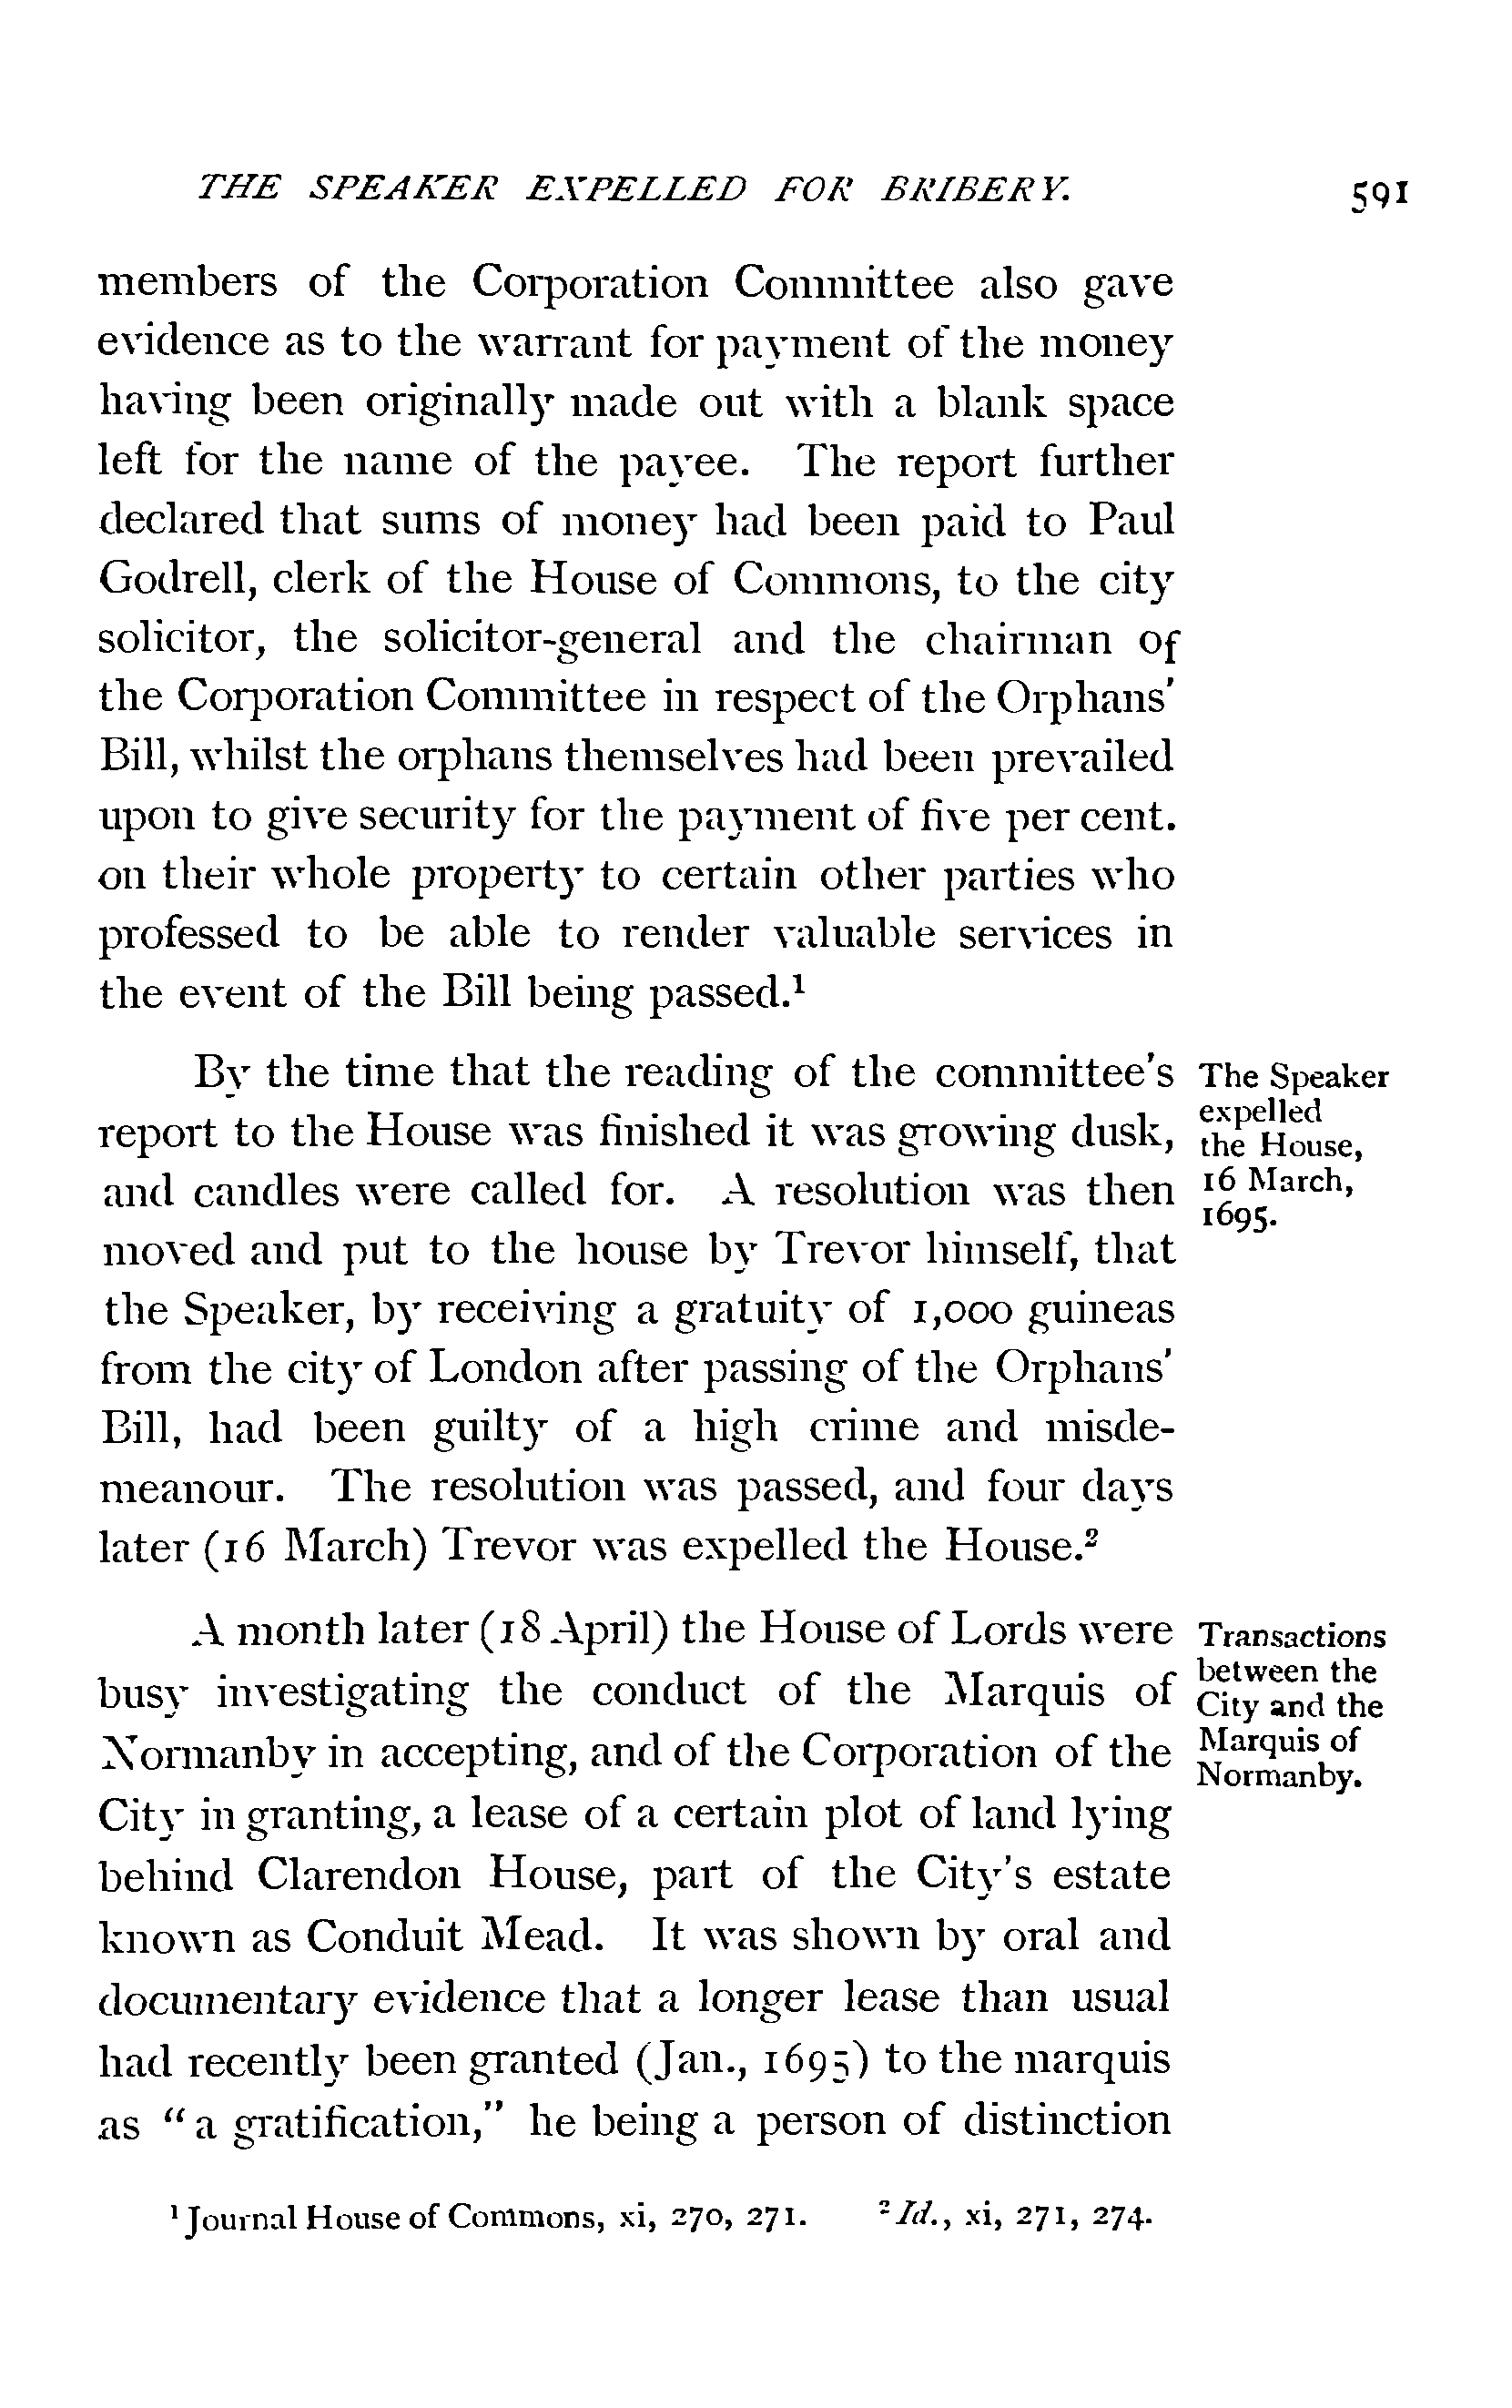 THE SPEAKER EXPELLED FOR BRIBERY. 591
members of the Corporation Committee also gave
evidence as to the warrant for payment of the money
having been originally made out with a blank space
left for the name of the payee. The report further
declared that sums of money had been paid to Paul
Godrell, clerk of the House of Commons, to the city
solicitor, the solicitor-general and the chairman of
the Corporation Committee in respect of the Orphans'
Bill, whilst the orphans themselves had been prevailed
upon to give security for the payment of five per cent.
on their whole property to certain other parties who
professed to be able to render valuable services in
the event of the Bill being passed.¹
By the time that the reading of the committee's
report to the House was finished it was growing dusk,
and candles were called for. A resolution was then
moved and put to the house by Trevor himself, that
the Speaker, by receiving a gratuity of 1,000 guineas
from the city of London after passing of the Orphans'
Bill, had been guilty of a high crime and misde-
meanour. The resolution was passed, and four days
later (16 March) Trevor was expelled the House.²
The Speaker
expelled
the House,
16 March,
1695.
A month later (18 April) the House of Lords were
busy investigating the conduct of the Marquis of
Normanby in accepting, and of the Corporation of the
City in granting, a lease of a certain plot of land lying
behind Clarendon House, part of the City's estate
known as Conduit Mead. It was shown by oral and
documentary evidence that a longer lease than usual
had recently been granted (Jan., 1695) to the marquis
as "a gratification," he being a person of distinction
Transactions
between the
City and the
Marquis of
Normanby.
¹ Journal House of Commons, xi, 270, 271. ² Id., xi, 271, 274.